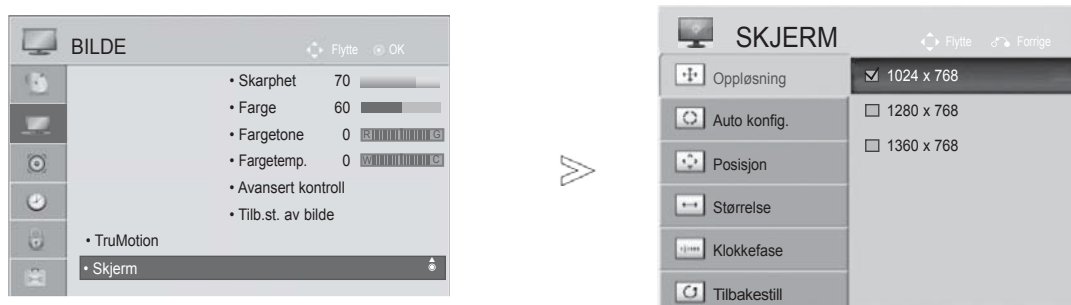 BILDE
Flytte OK
• Skarphet 70
• Farge 60
• Fargetone 0 R G
• Fargetemp. 0 W C
• Avansert kontroll
• Tilb.st. av bilde
• TruMotion
• Skjerm
SKJERM
Flytte Forrige
Oppløsning
Auto konfig.
Posisjon
Størrelse
Klokkefase
Tilbakestill
1024 x 768
1280 x 768
1360 x 768